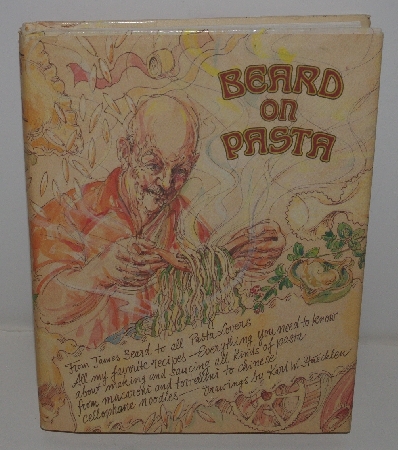 BEARD
ON
PASTA
From James Beard to all Pasta Lovers
All my favorite recipes — Everything you need to know
about making and saucing all kinds of pasta
from macaroni and tortellini to Chinese
cellophane noodles — Drawings by Karl W. Stuecklen